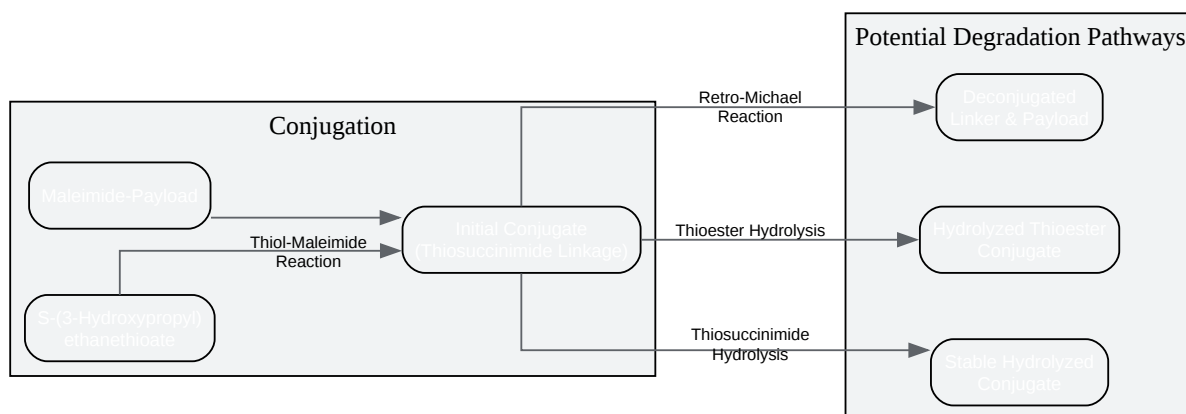 Potential Degradation Pathways
Conjugation
Retro-Michael
Reaction
Deconjugated
Linker & Payload
Maleimide-Payload
Thiol-Maleimide
Reaction
Initial Conjugate
(Thiosuccinimide Linkage)
Thioester Hydrolysis
Hydrolyzed Thioester
Conjugate
S-(3-Hydroxypropyl)
ethanethioate
Thiosuccinimide
Hydrolysis
Stable Hydrolyzed
Conjugate